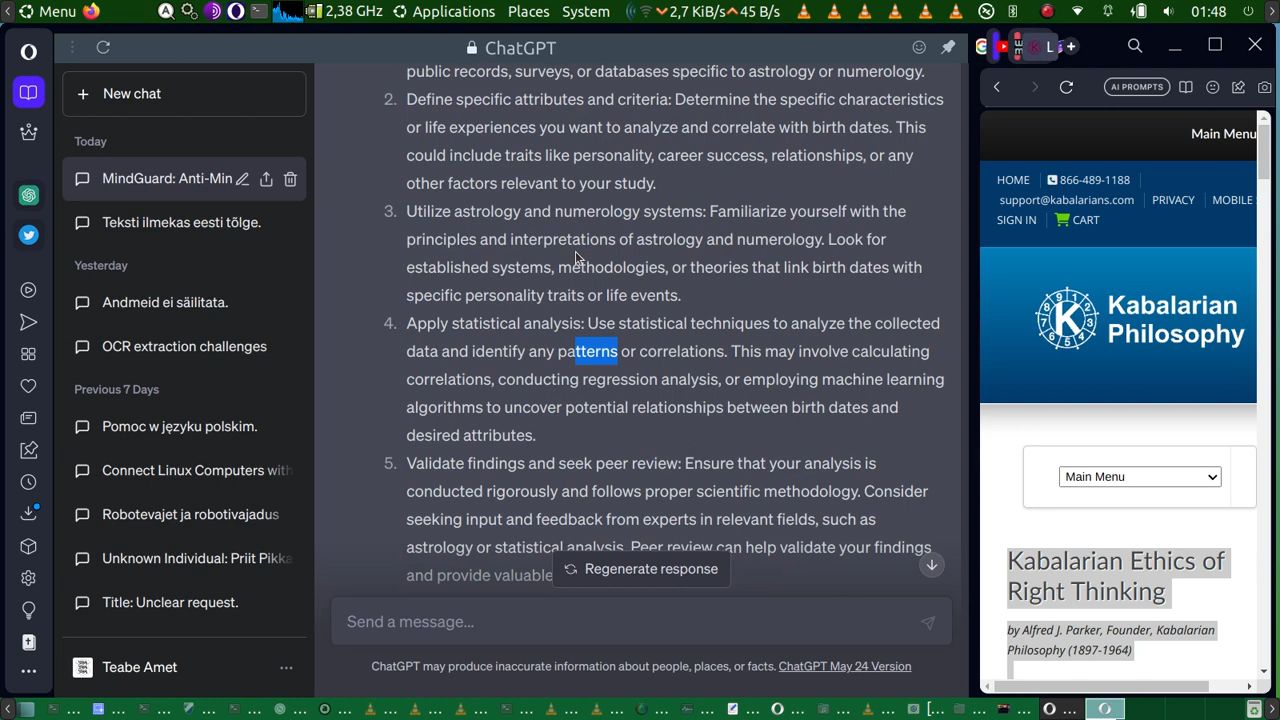 Menu
2,38 GHz
Applications
Places
System
2,7 KiB/s
45 B/s
01:48
ChatGPT
New chat
Today
MindGuard: Anti-Min
Teksti ilmekas eesti tõlge.
Yesterday
Andmeid ei säilitata.
OCR extraction challenges
Previous 7 Days
Pomoc w języku polskim.
Connect Linux Computers with
Robotevajet ja robotivajadus
Unknown Individual: Priit Pikka
Title: Unclear request.
Teabe Amet
public records, surveys, or databases specific to astrology or numerology.
2. Define specific attributes and criteria: Determine the specific characteristics
or life experiences you want to analyze and correlate with birth dates. This
could include traits like personality, career success, relationships, or any
other factors relevant to your study.
3. Utilize astrology and numerology systems: Familiarize yourself with the
principles and interpretations of astrology and numerology. Look for
established systems, methodologies, or theories that link birth dates with
specific personality traits or life events.
4. Apply statistical analysis: Use statistical techniques to analyze the collected
data and identify any patterns or correlations. This may involve calculating
correlations, conducting regression analysis, or employing machine learning
algorithms to uncover potential relationships between birth dates and
desired attributes.
5. Validate findings and seek peer review: Ensure that your analysis is
conducted rigorously and follows proper scientific methodology. Consider
seeking input and feedback from experts in relevant fields, such as
astrology or statistical analysis. Peer review can help validate your findings
and provide valuable
Regenerate response
Send a message...
ChatGPT may produce inaccurate information about people, places, or facts. ChatGPT May 24 Version
K L
AI PROMPTS
Main Menu
HOME 866-489-1188
support@kabalarians.com PRIVACY MOBILE
SIGN IN CART
K
Kabalarian
Philosophy
Main Menu
Kabalarian Ethics of
Right Thinking
by Alfred J. Parker, Founder, Kabalarian
Philosophy (1897-1964)